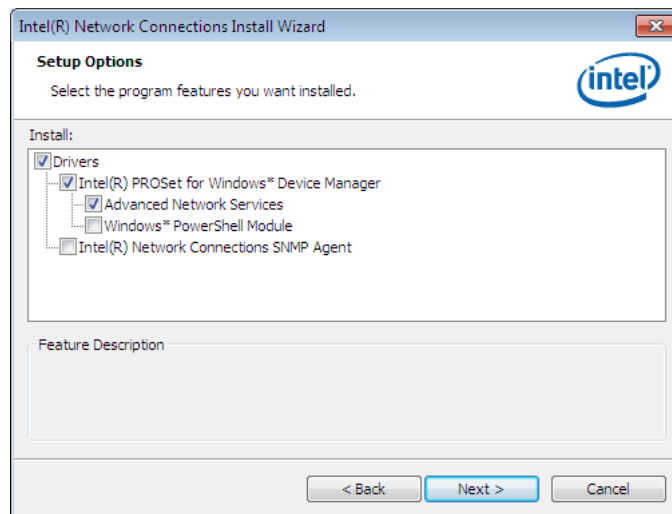 Intel(R) Network Connections Install Wizard
Setup Options
Select the program features you want installed.
intel
Install:
Drivers
Intel(R) PROSet for Windows* Device Manager
Advanced Network Services
Windows* PowerShell Module
Intel(R) Network Connections SNMP Agent
Feature Description
< Back
Next >
Cancel